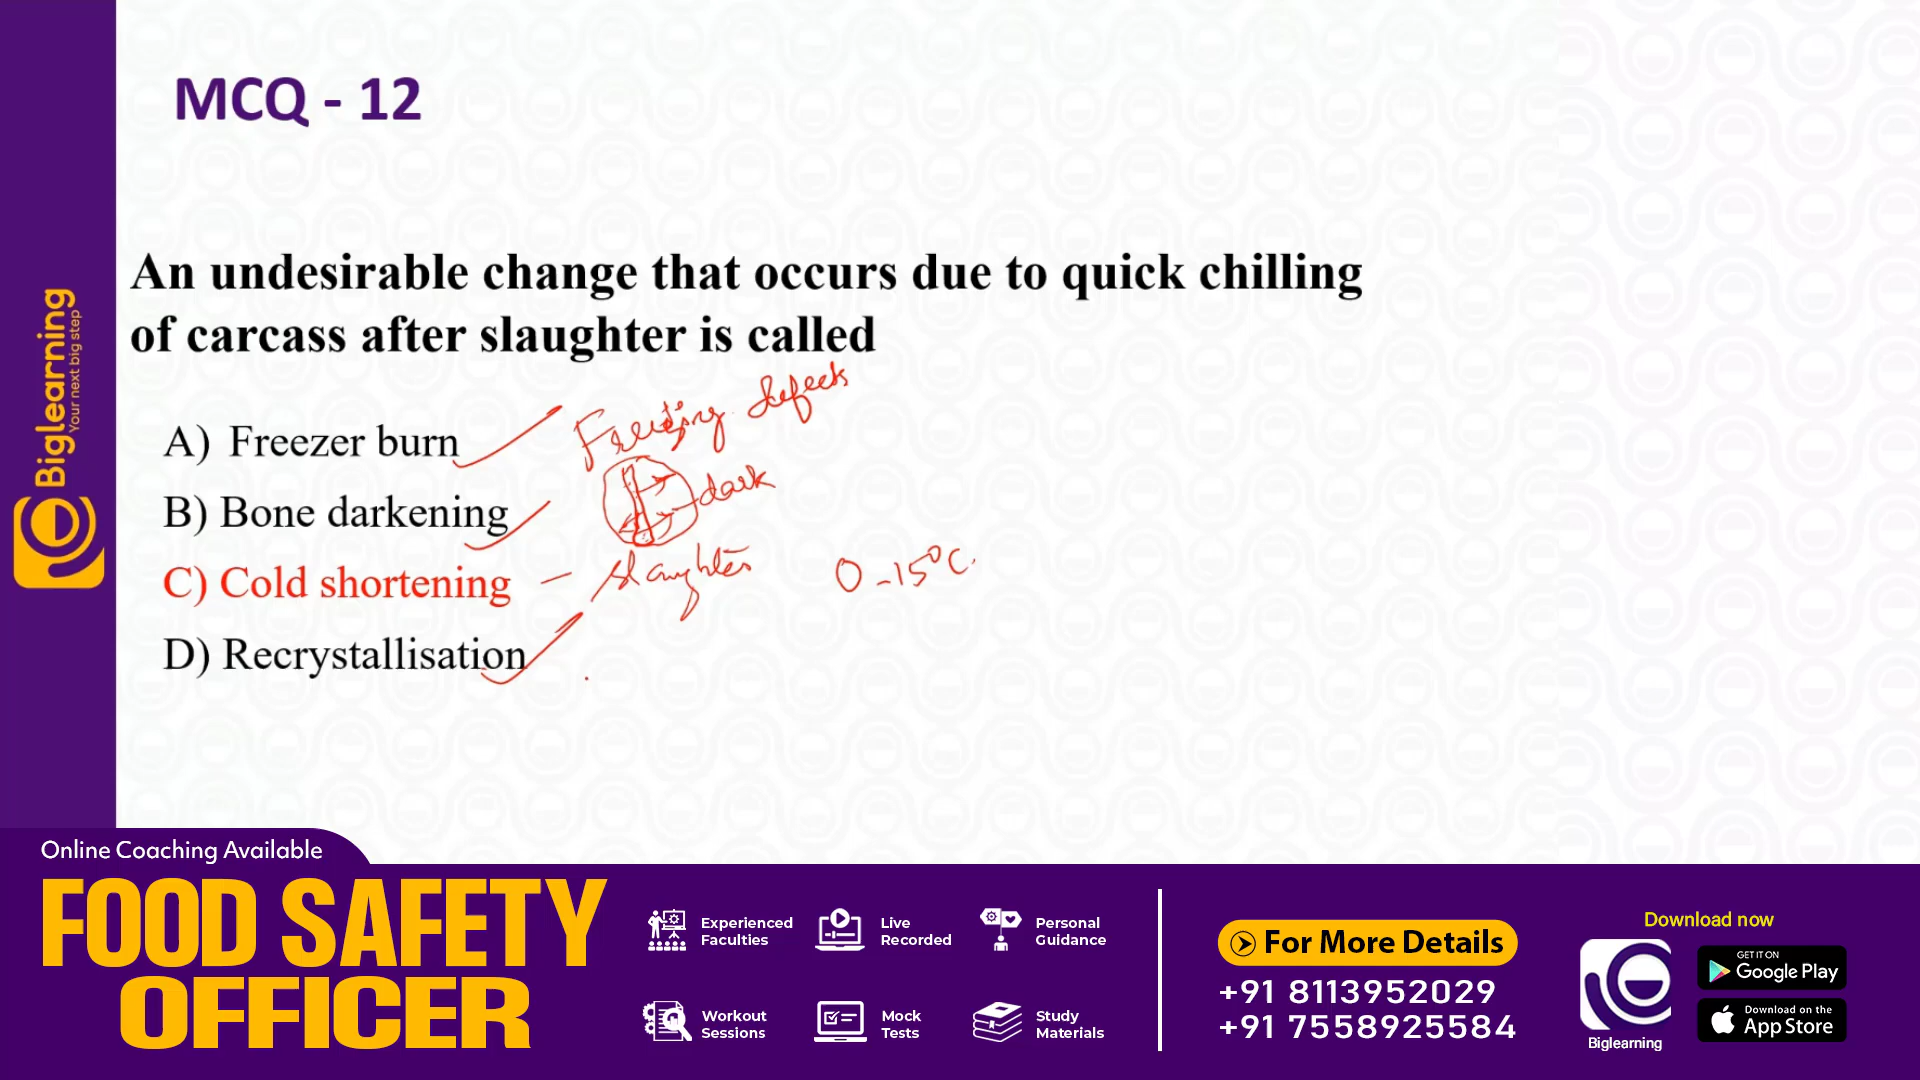 MCQ - 12
An undesirable change that occurs due to quick chilling
of carcass after slaughter is called
A) Freezer burn
Freezing defects
B) Bone darkening
dark
C) Cold shortening - slaughter 0-15°C
D) Recrystallisation
Biglearning
Your next big step
Online Coaching Available
FOOD SAFETY
OFFICER
Experienced
Faculties
Live
Recorded
Personal
Guidance
Workout
Sessions
Mock
Tests
Study
Materials
For More Details
+91 8113952029
+91 7558925584
Download now
Biglearning
GET IT ON
Google Play
Download on the
App Store